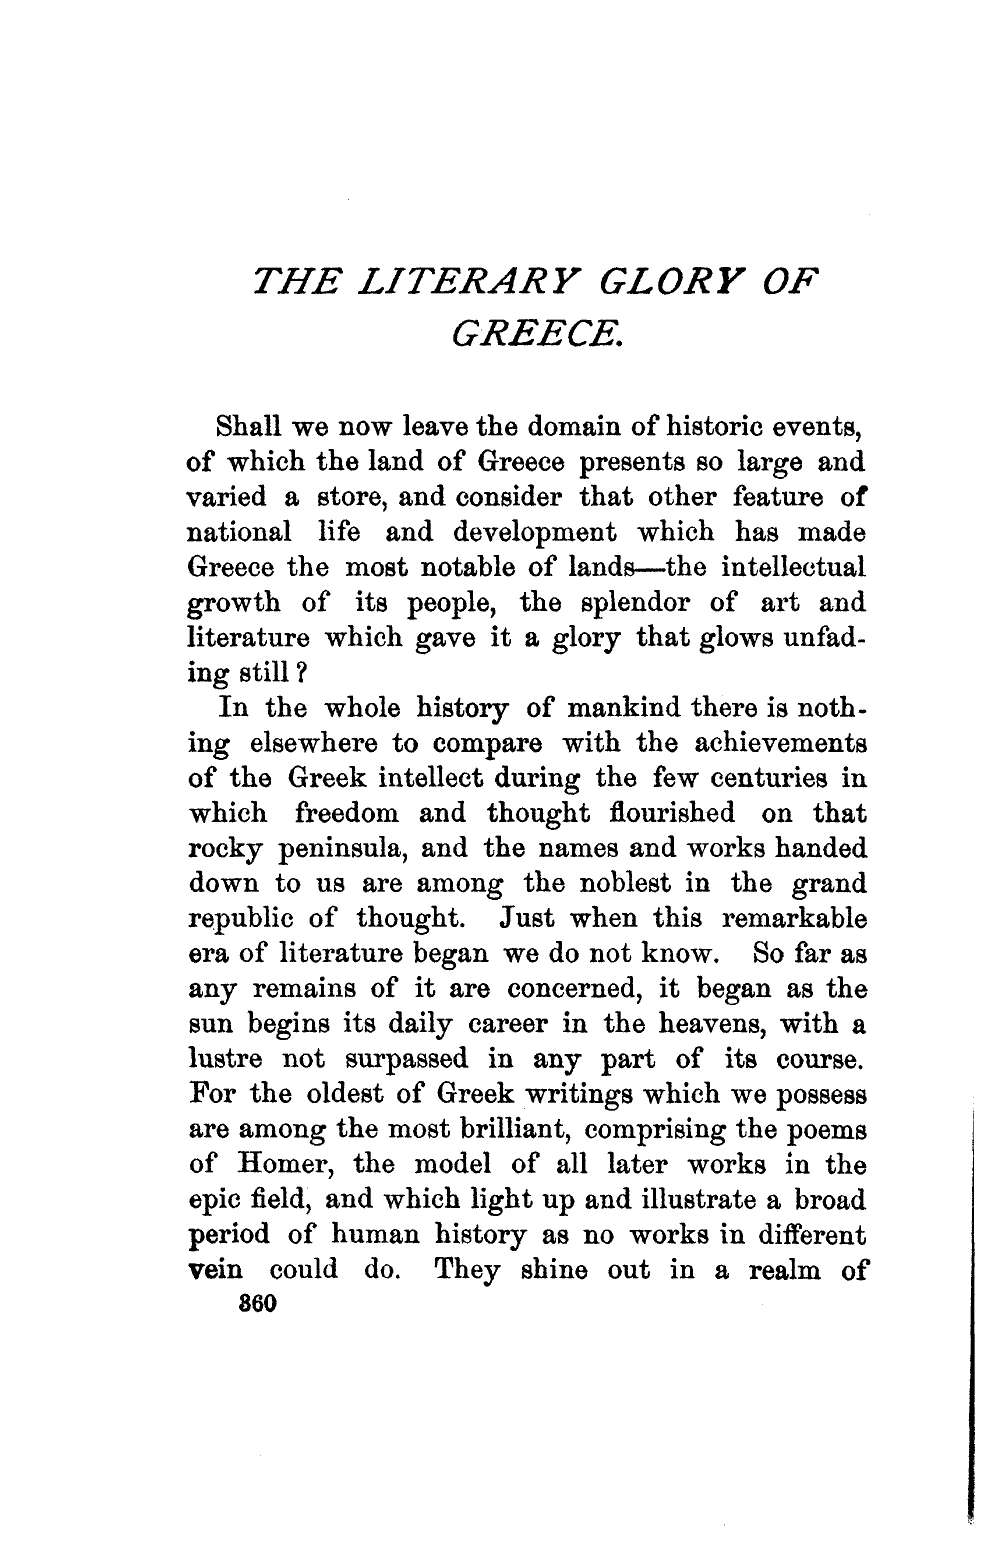 THE LITERARY GLORY OF
GREECE.
Shall we now leave the domain of historic events,
of which the land of Greece presents so large and
varied a store, and consider that other feature of
national life and development which has made
Greece the most notable of lands—the intellectual
growth of its people, the splendor of art and
literature which gave it a glory that glows unfad-
ing still?
In the whole history of mankind there is noth-
ing elsewhere to compare with the achievements
of the Greek intellect during the few centuries in
which freedom and thought flourished on that
rocky peninsula, and the names and works handed
down to us are among the noblest in the grand
republic of thought. Just when this remarkable
era of literature began we do not know. So far as
any remains of it are concerned, it began as the
sun begins its daily career in the heavens, with a
lustre not surpassed in any part of its course.
For the oldest of Greek writings which we possess
are among the most brilliant, comprising the poems
of Homer, the model of all later works in the
epic field, and which light up and illustrate a broad
period of human history as no works in different
vein could do. They shine out in a realm of
360